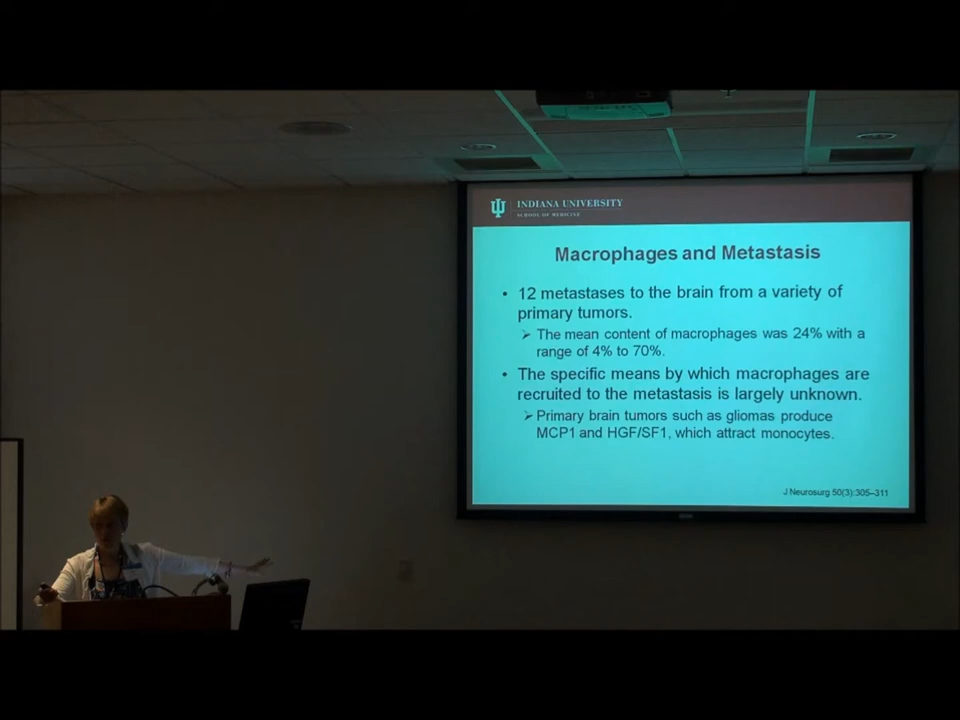 INDIANA UNIVERSITY
SCHOOL OF MEDICINE
Macrophages and Metastasis
• 12 metastases to the brain from a variety of
primary tumors.
➢ The mean content of macrophages was 24% with a
range of 4% to 70%.
• The specific means by which macrophages are
recruited to the metastasis is largely unknown.
➢ Primary brain tumors such as gliomas produce
MCP1 and HGF/SF1, which attract monocytes.
J Neurosurg 50(3):305–311